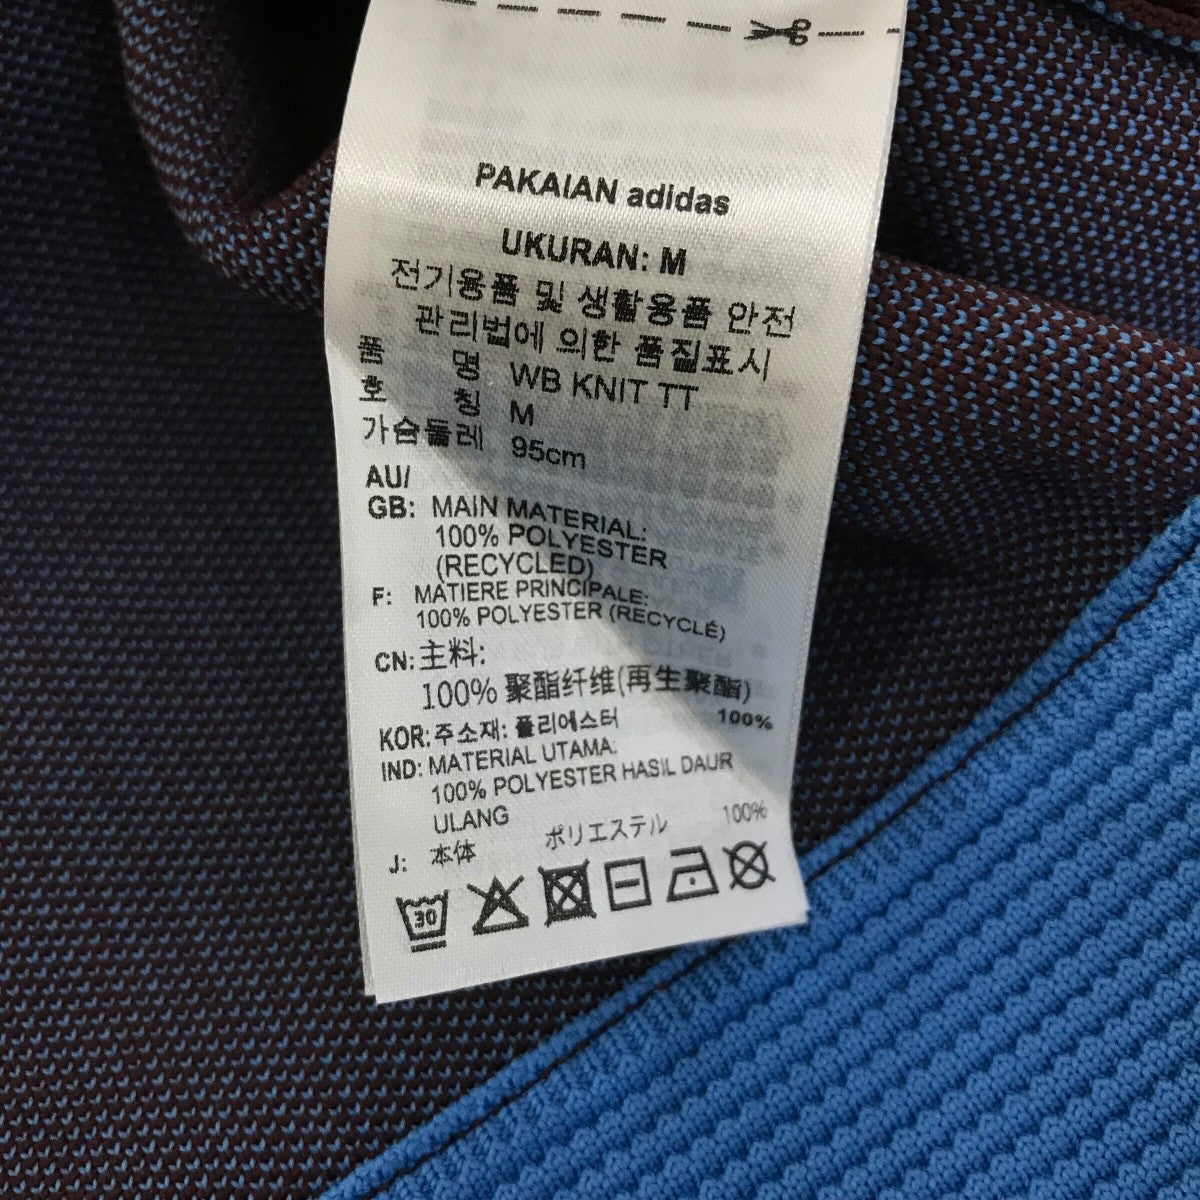 PAKAIAN adidas
UKURAN: M
전기용품 및 생활용품 안전
관리법에 의한 품질표시
품 명 WB KNIT TT
호 칭 M
가슴둘레 95cm
AU/
GB: MAIN MATERIAL:
100% POLYESTER
(RECYCLED)
F: MATIERE PRINCIPALE:
100% POLYESTER (RECYCLÉ)
CN: 主料:
100% 聚酯纤维(再生聚酯)
KOR: 주소재: 폴리에스터 100%
IND: MATERIAL UTAMA:
100% POLYESTER HASIL DAUR
ULANG
J: 本体 ポリエステル 100%
30